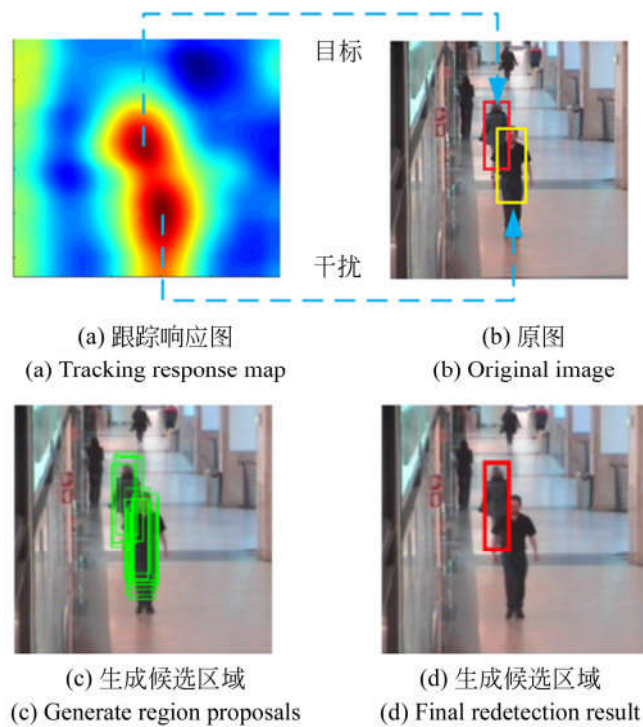 目标
干扰
(a) 跟踪响应图
(a) Tracking response map
(b) 原图
(b) Original image
(c) 生成候选区域
(c) Generate region proposals
(d) 生成候选区域
(d) Final redetection result